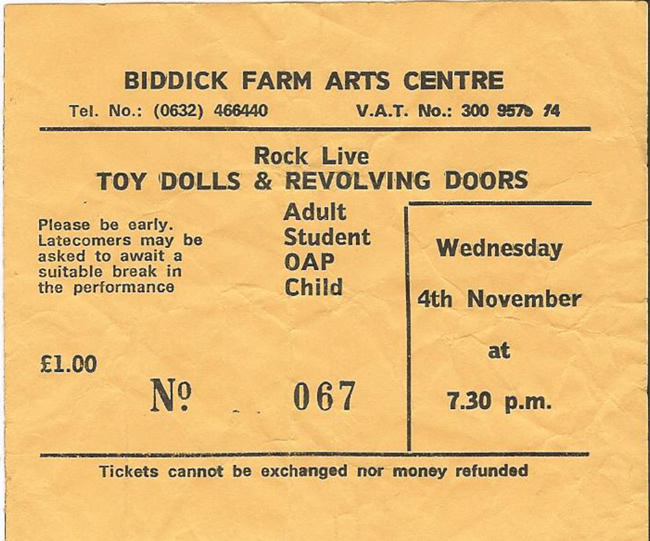 BIDDICK FARM ARTS CENTRE
Tel. No.: (0632) 466440 V.A.T. No.: 300 957
Rock Live
TOY DOLLS & REVOLVING DOORS
Please be early.
Latecomers may be
asked to await a
suitable break in
the performance
Adult
Student
OAP
Child
Wednesday
4th November
at
7.30 p.m.
£1.00
Nº 067
Tickets cannot be exchanged nor money refunded